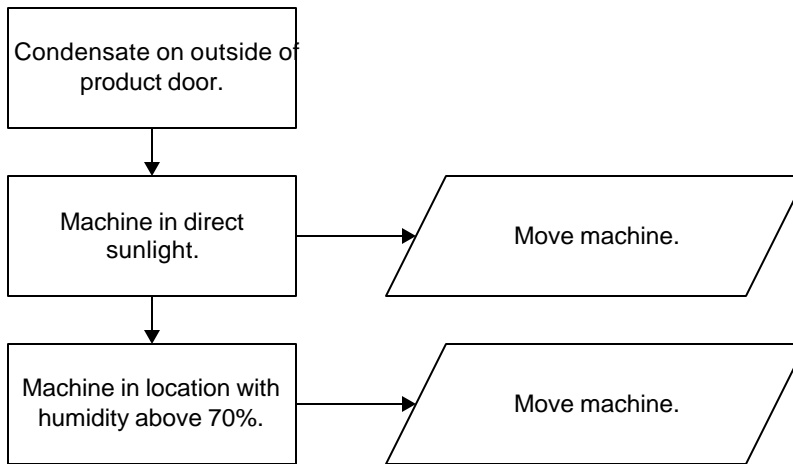 Condensate on outside of
product door.
Machine in direct
sunlight.
Move machine.
Machine in location with
humidity above 70%.
Move machine.